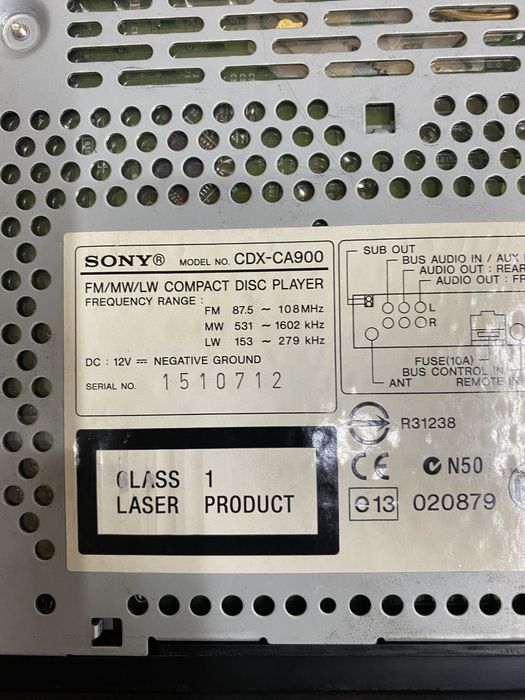 SONY® MODEL NO. CDX-CA900
FM/MW/LW COMPACT DISC PLAYER
FREQUENCY RANGE :
FM 87.5 ~ 108MHz
MW 531 ~ 1602 kHz
LW 153 ~ 279 kHz
DC : 12V ⎓ NEGATIVE GROUND
SERIAL NO. 1510712
CLASS 1
LASER PRODUCT
SUB OUT
BUS AUDIO IN / AUX
AUDIO OUT : REAR
AUDIO OUT :
L
R
FUSE(10A)
BUS CONTROL IN
ANT REMOTE IN
R31238
CE N50
e13 020879